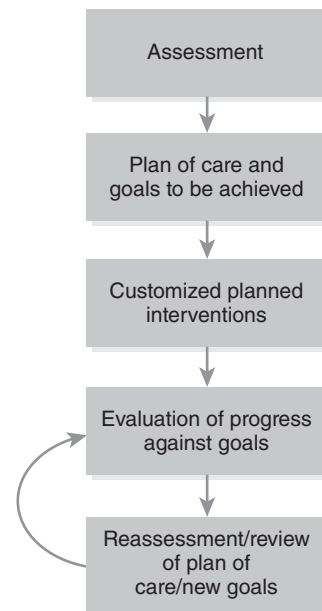 Assessment
Plan of care and
goals to be achieved
Customized planned
interventions
Evaluation of progress
against goals
Reassessment/review
of plan of
care/new goals